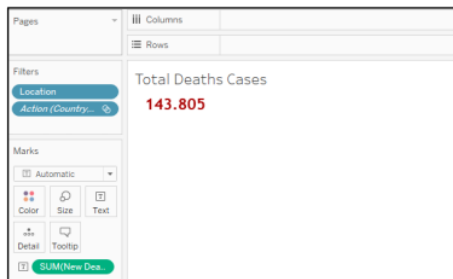 Pages
Columns
Rows
Filters
Location
Action (Country...
Total Deaths Cases
143.805
Marks
Automatic
Color Size Text
Detail Tooltip
SUM(New Dea..